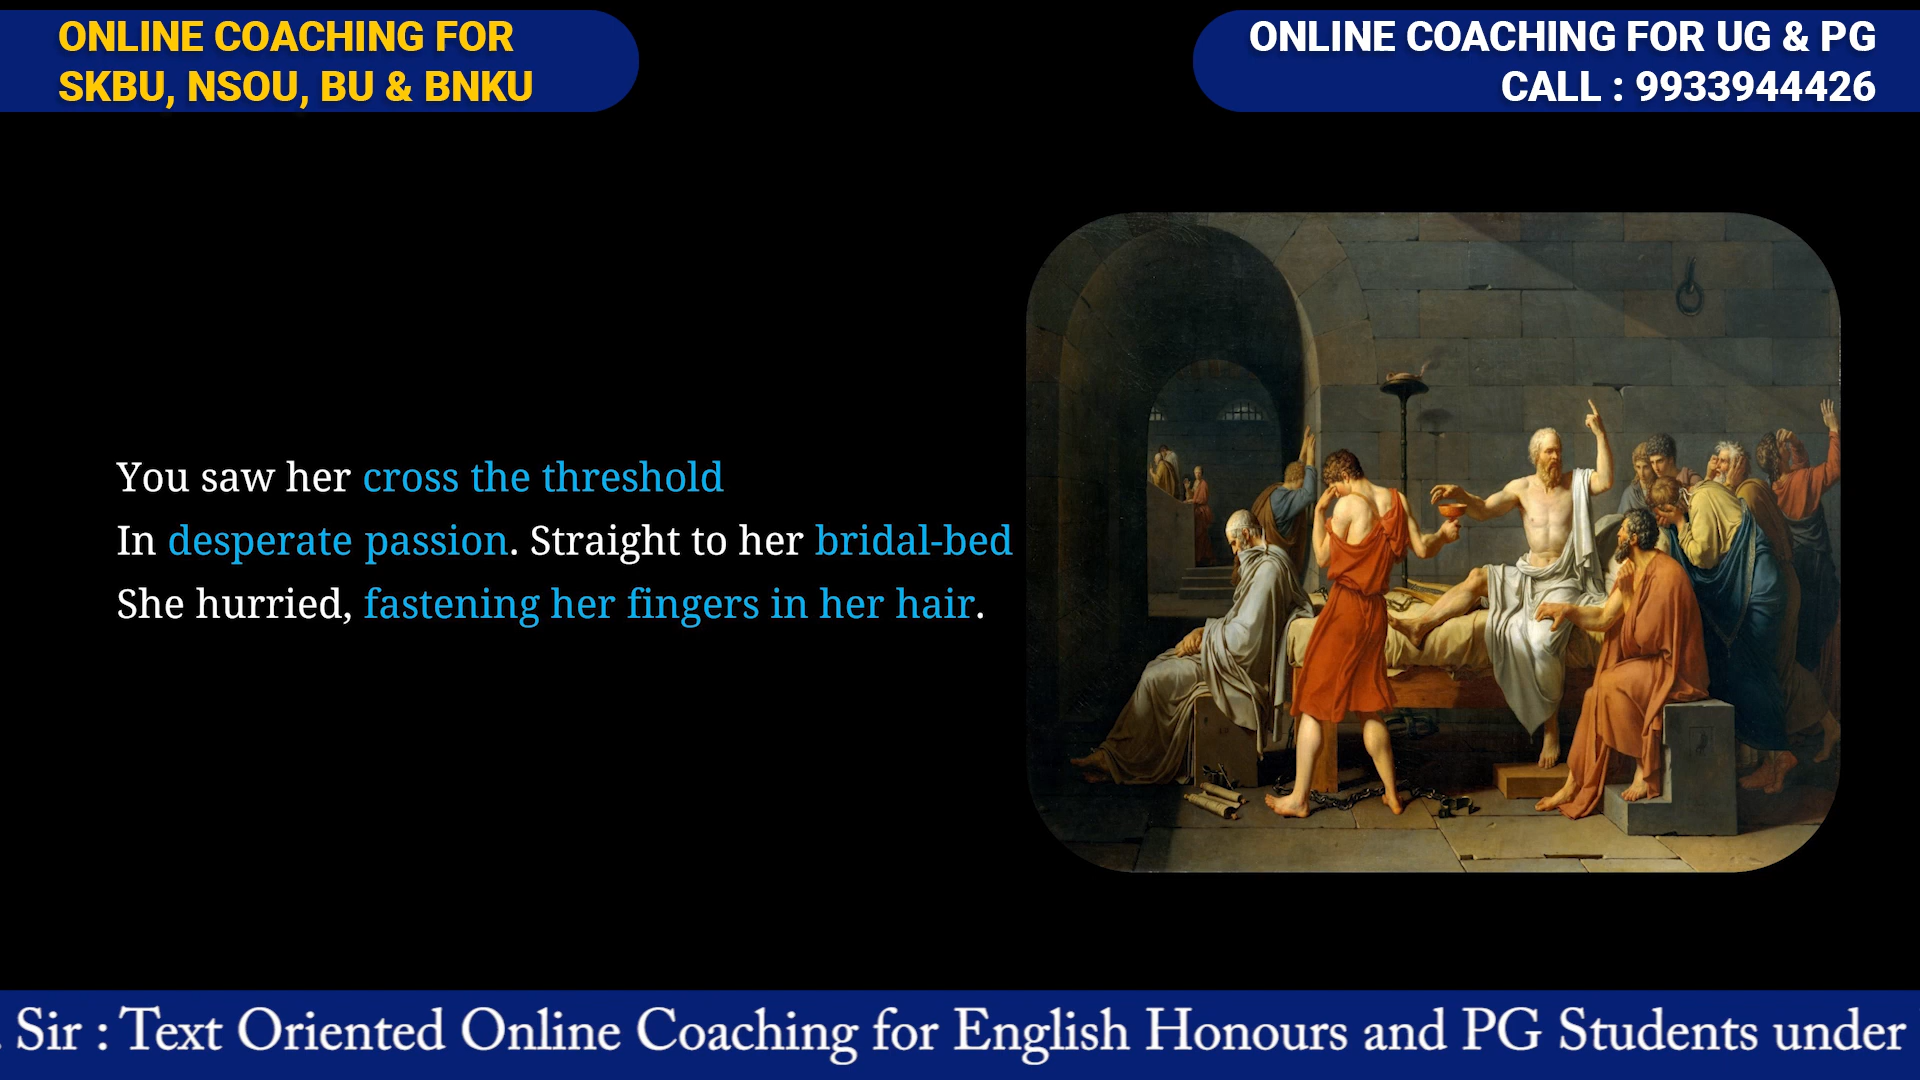 ONLINE COACHING FOR
SKBU, NSOU, BU & BNKU
ONLINE COACHING FOR UG & PG
CALL : 9933944426
You saw her cross the threshold
In desperate passion. Straight to her bridal-bed
She hurried, fastening her fingers in her hair.
. Sir : Text Oriented Online Coaching for English Honours and PG Students under